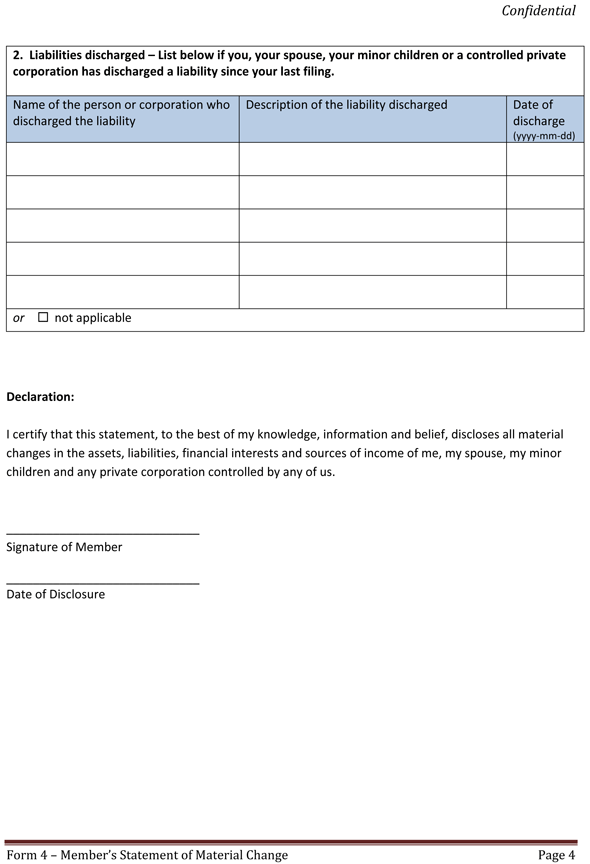 Confidential
2. Liabilities discharged – List below if you, your spouse, your minor children or a controlled private
corporation has discharged a liability since your last filing.
Name of the person or corporation who
discharged the liability
Description of the liability discharged
Date of
discharge
(yyyy-mm-dd)
or ☐ not applicable
Declaration:
I certify that this statement, to the best of my knowledge, information and belief, discloses all material
changes in the assets, liabilities, financial interests and sources of income of me, my spouse, my minor
children and any private corporation controlled by any of us.
Signature of Member
Date of Disclosure
Form 4 – Member’s Statement of Material Change Page 4